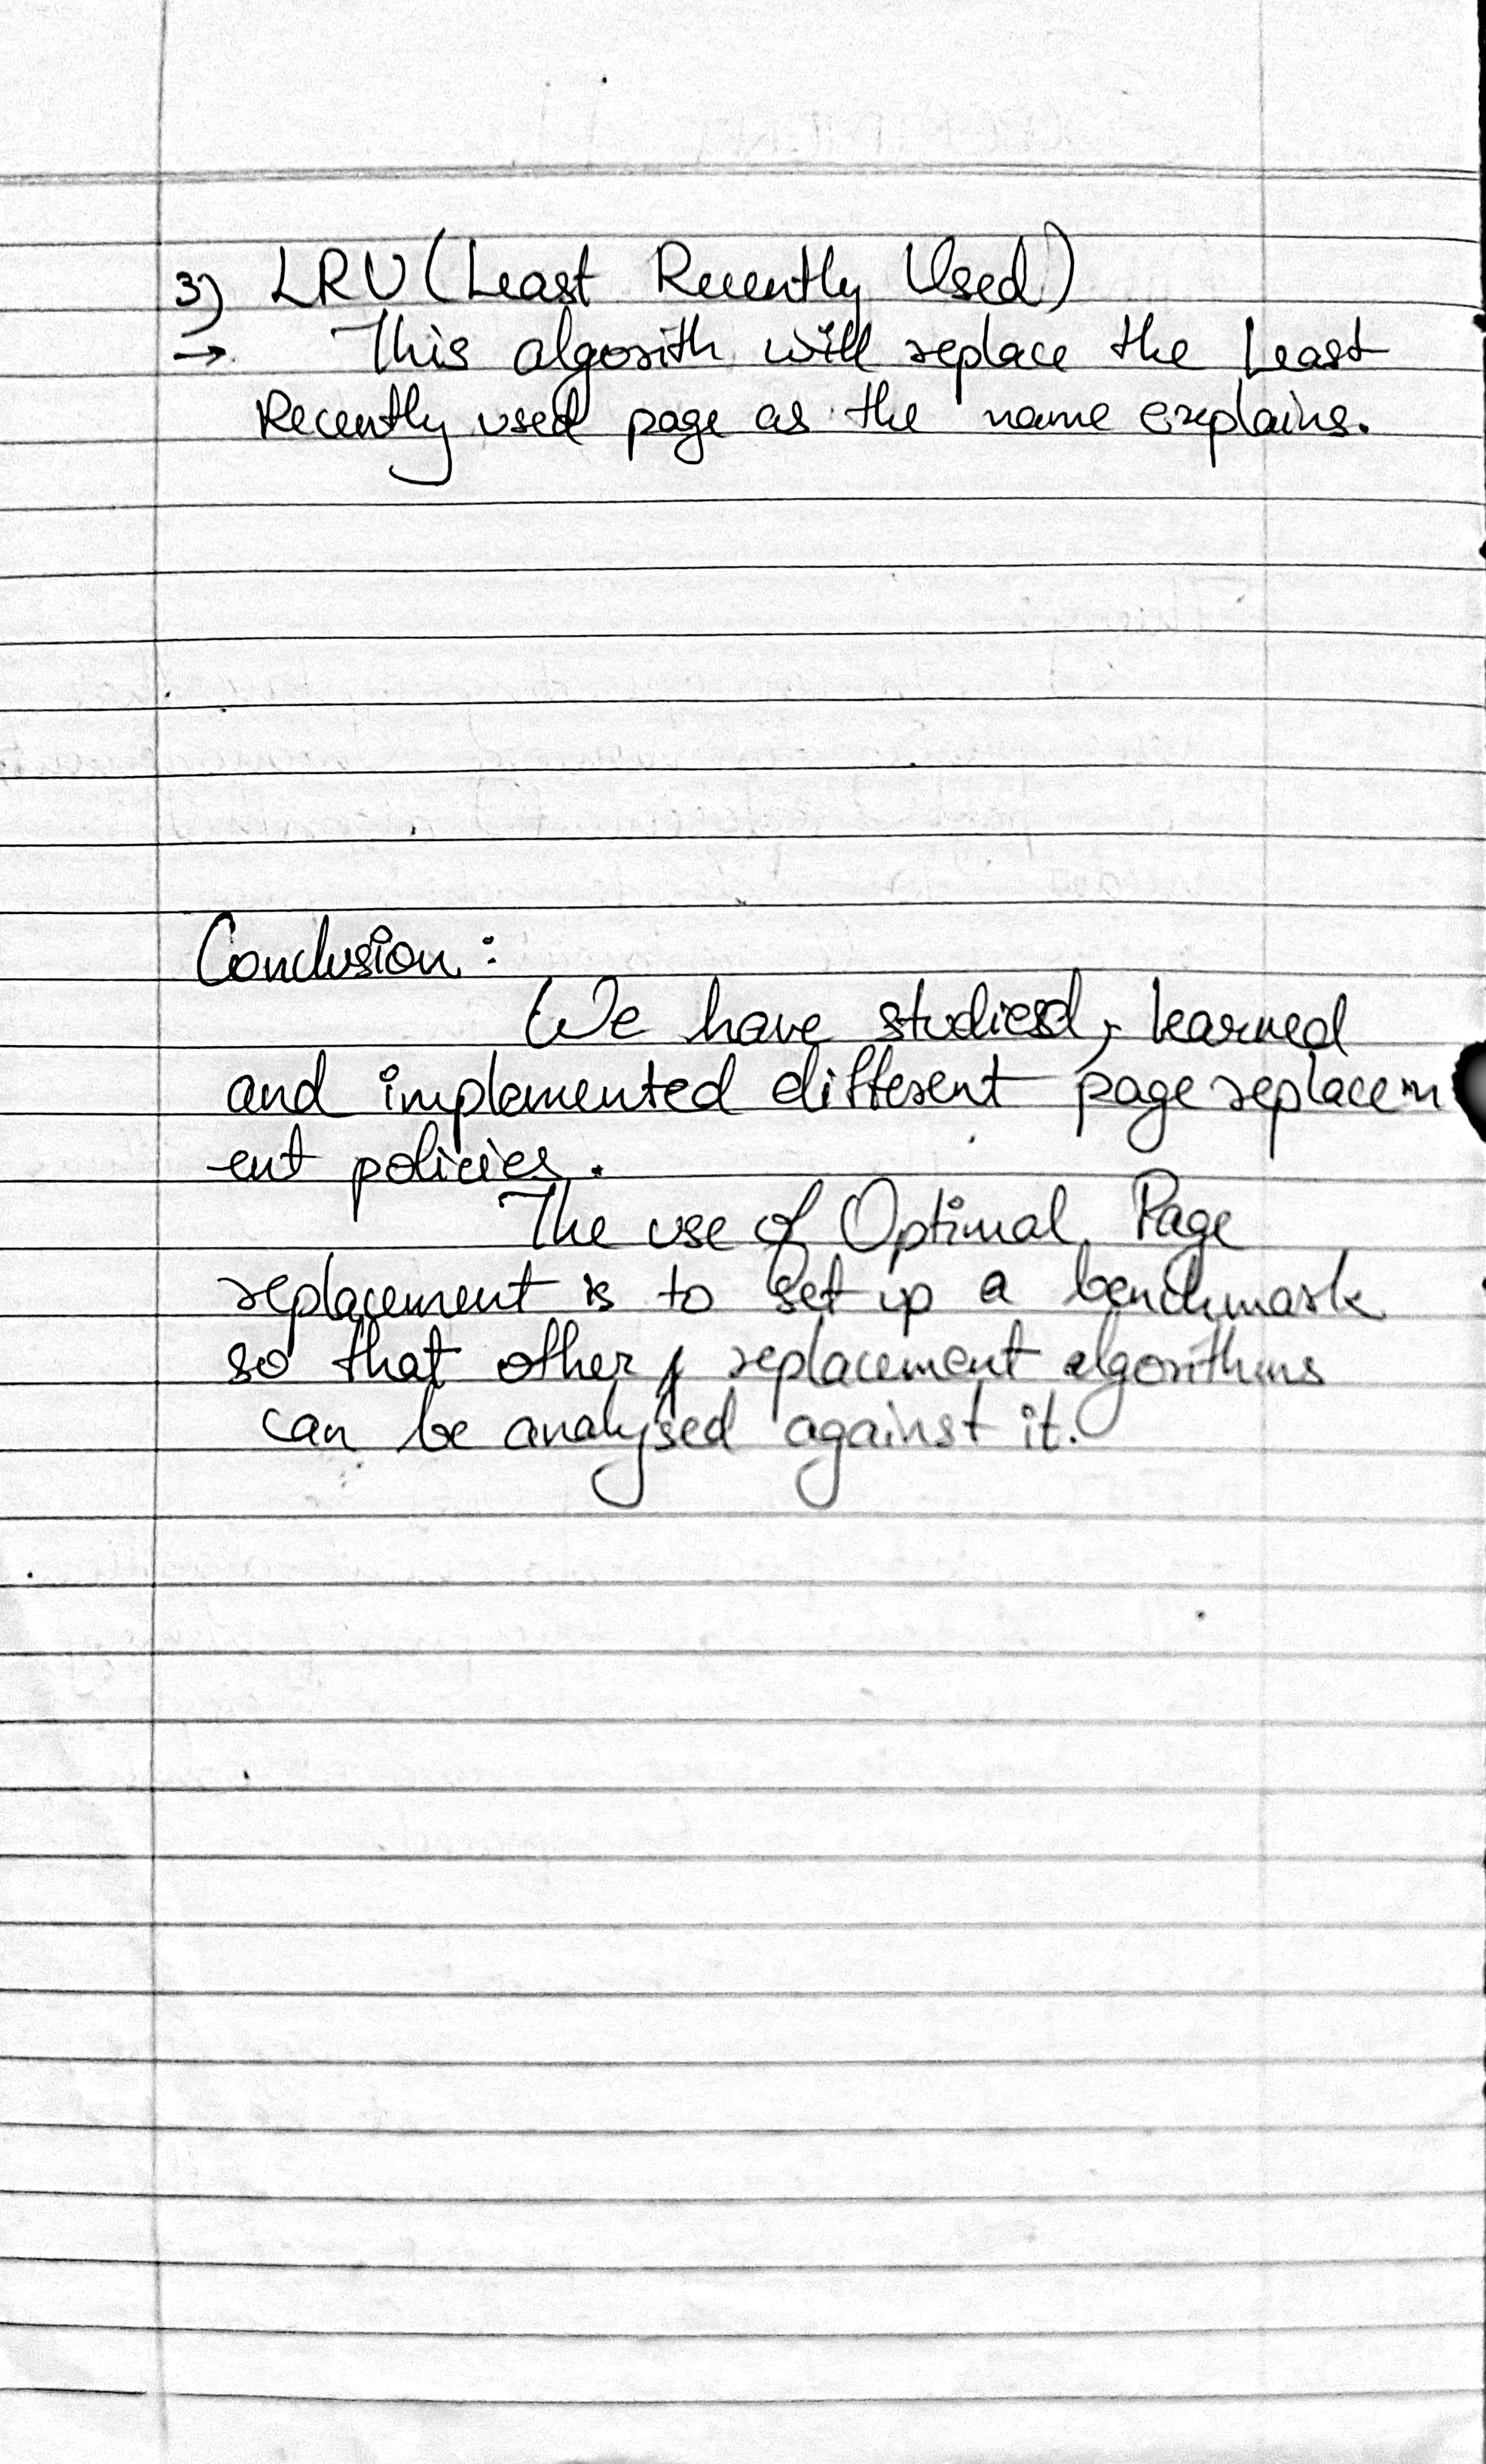 3) LRU (Least Recently Used)
→ This algorith will replace the Least
Recently used page as the name explains.
Conclusion :
We have studied, learned
and implemented different page replacem
-ent policies.
The use of Optimal Page
replacement is to set up a benchmark
so that other replacement algorithms
can be analysed against it.